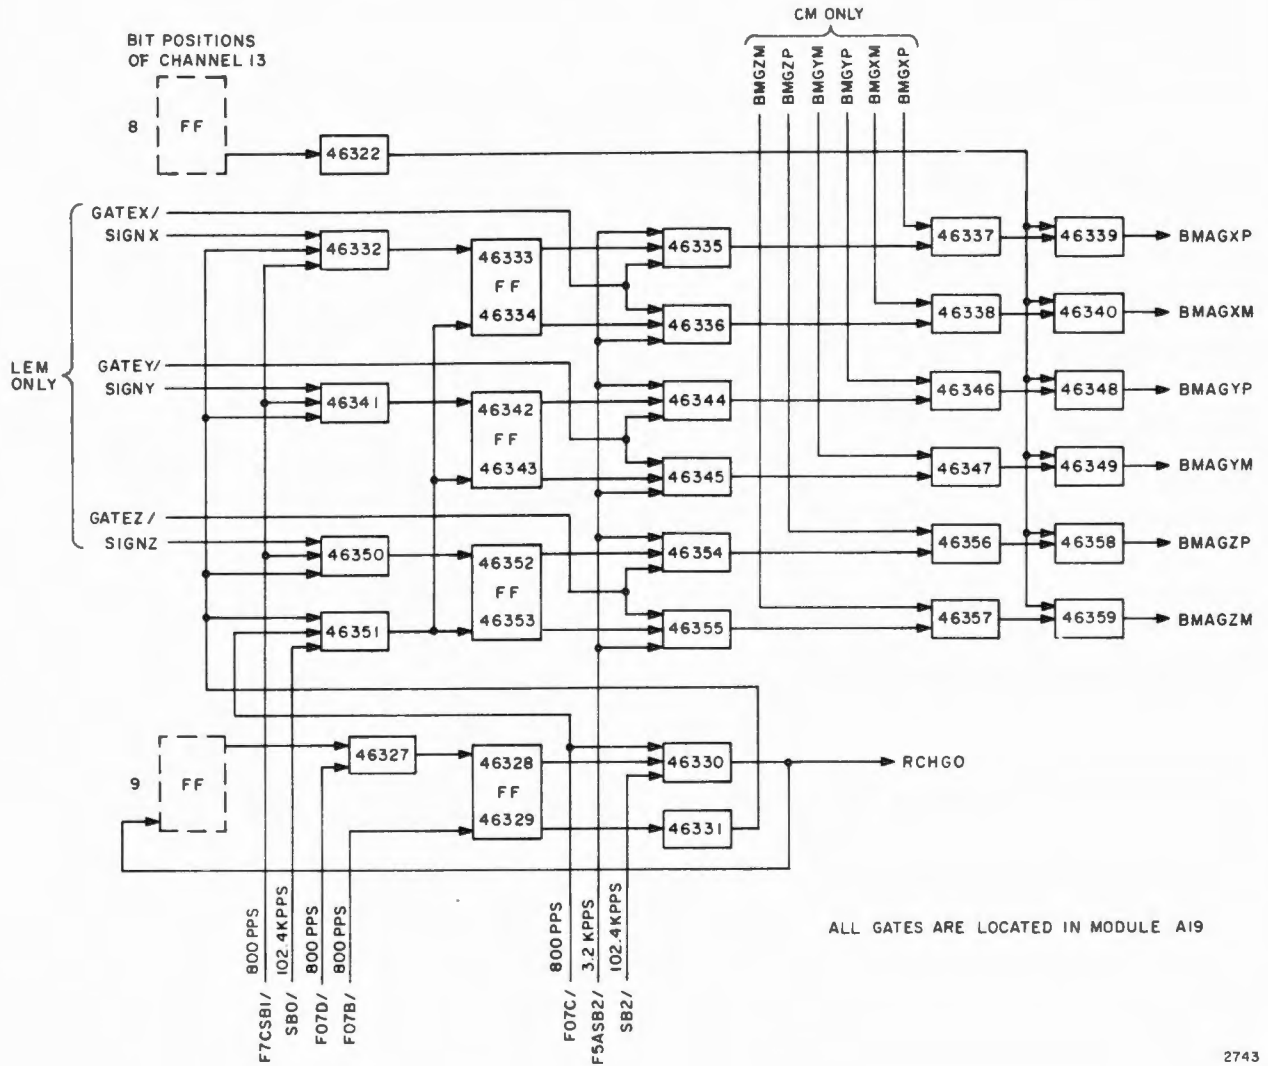 CM ONLY
BIT POSITIONS
OF CHANNEL 13
BMGZM
BMGZP
BMGYM
BMGYP
BMGXM
BMGXP
8
FF
46322
LEM
ONLY
GATEX/
SIGNX
46332
46333
FF
46334
46335
46336
46337
46339
BMAGXP
46338
46340
BMAGXM
GATEY/
SIGNY
46341
46342
FF
46343
46344
46345
46346
46348
BMAGYP
46347
46349
BMAGYM
GATEZ/
SIGNZ
46350
46351
46352
FF
46353
46354
46355
46356
46358
BMAGZP
46357
46359
BMAGZM
9
FF
46327
46328
FF
46329
46330
46331
RCHGO
800 PPS
102.4 KPPS
800 PPS
800 PPS
800 PPS
3.2 KPPS
102.4 KPPS
F7CSB1/
SBO/
F07D/
F07B/
F07C/
F5ASB2/
SB2/
ALL GATES ARE LOCATED IN MODULE A19
2743